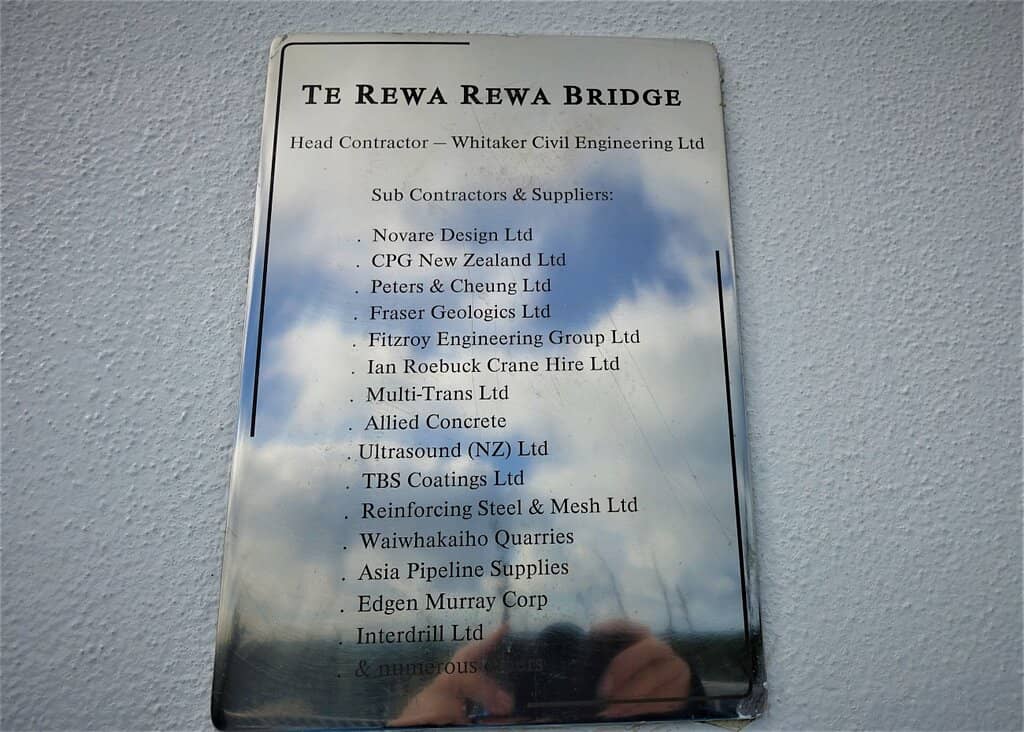 TE REWA REWA BRIDGE
Head Contractor – Whitaker Civil Engineering Ltd
Sub Contractors & Suppliers:
. Novare Design Ltd
. CPG New Zealand Ltd
. Peters & Cheung Ltd
. Fraser Geologics Ltd
. Fitzroy Engineering Group Ltd
. Ian Roebuck Crane Hire Ltd
. Multi-Trans Ltd
. Allied Concrete
. Ultrasound (NZ) Ltd
. TBS Coatings Ltd
. Reinforcing Steel & Mesh Ltd
. Waiwhakaiho Quarries
. Asia Pipeline Supplies
. Edgen Murray Corp
. Interdrill Ltd
. & numerous others